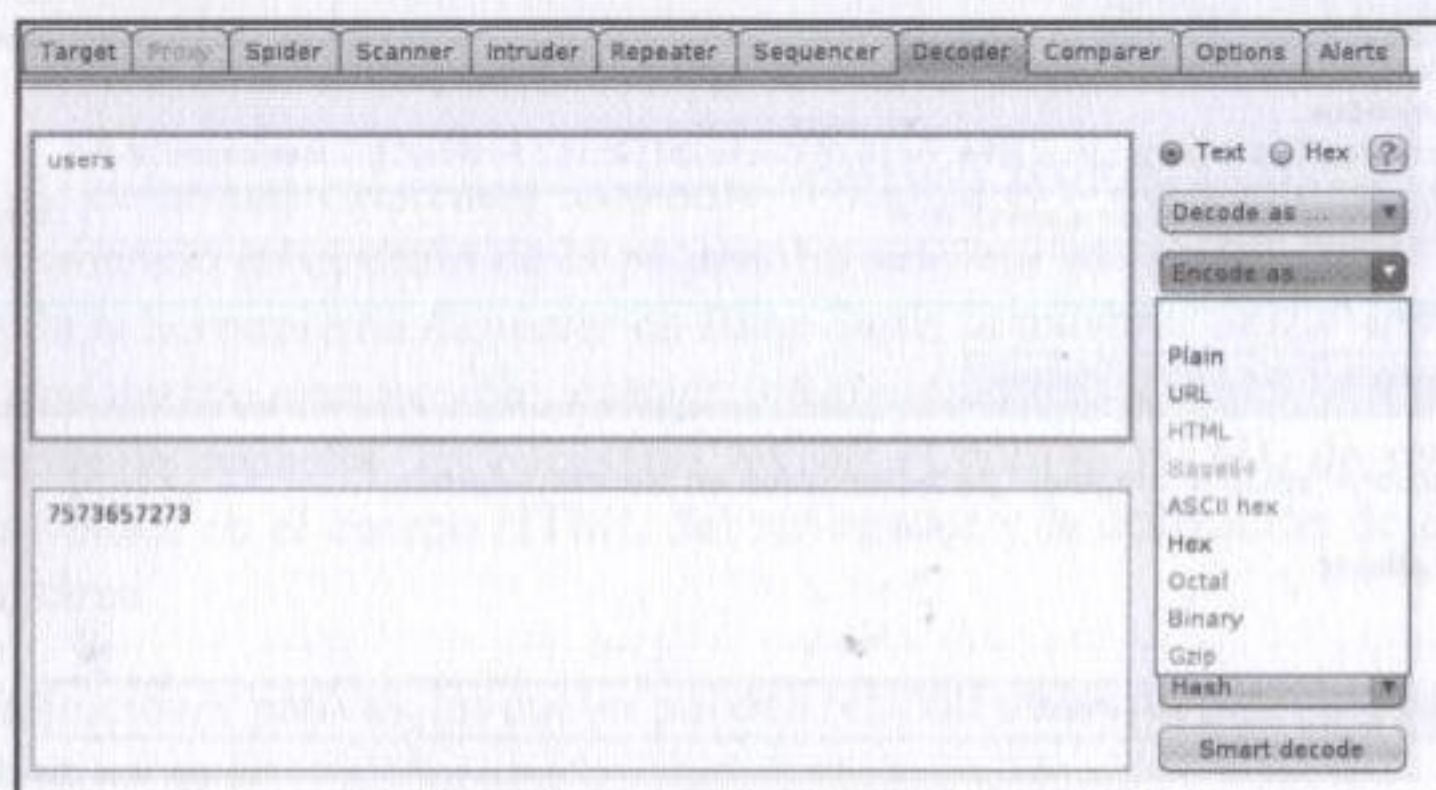 Target Proxy Spider Scanner Intruder Repeater Sequencer Decoder Comparer Options Alerts
users
Text Hex ?
Decode as ...
Encode as ...
Plain
URL
HTML
Base64
ASCII hex
Hex
Octal
Binary
Gzip
Hash
Smart decode
7573657273